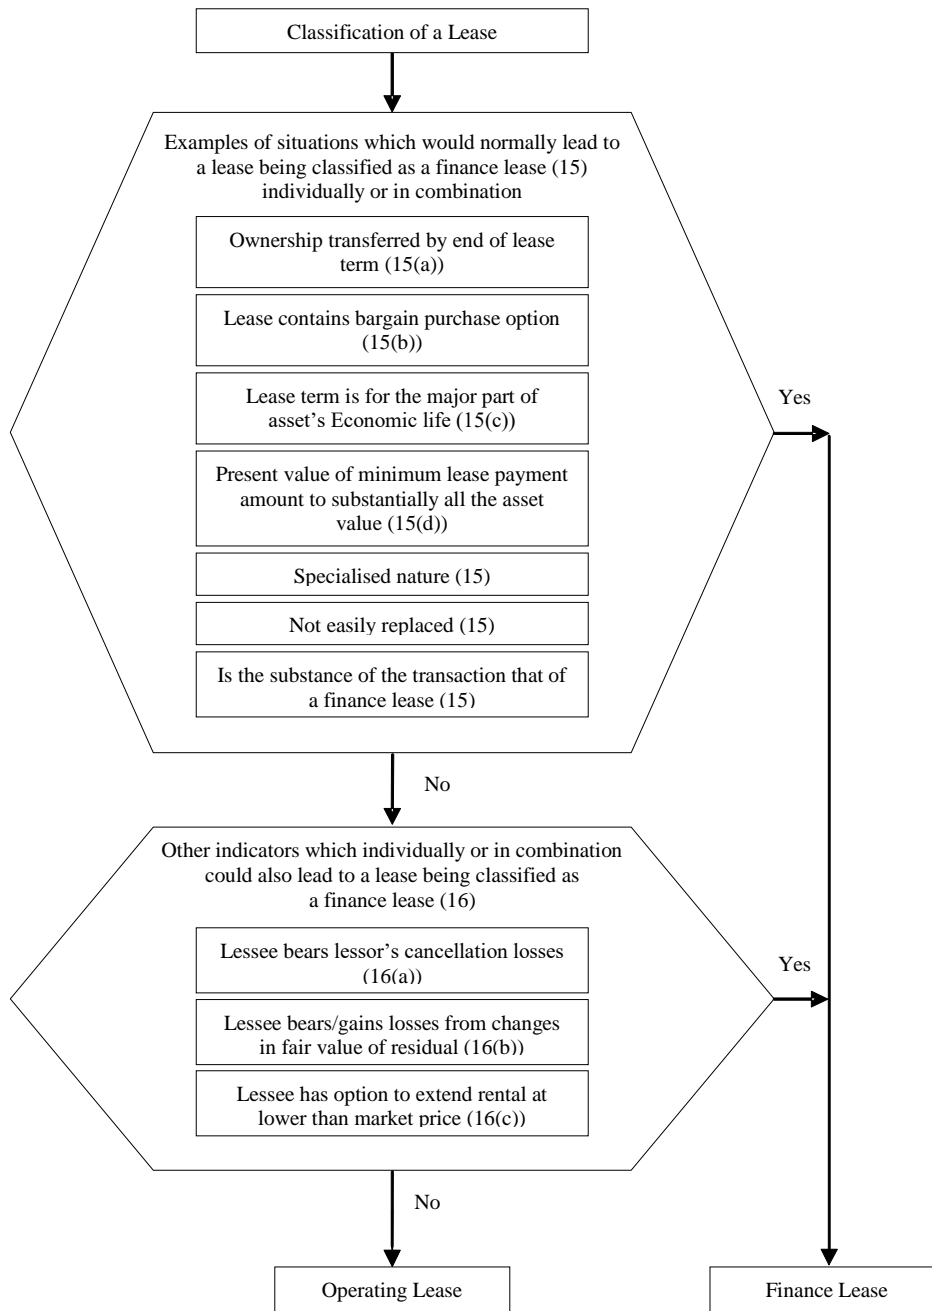 Classification of a Lease
Examples of situations which would normally lead to
a lease being classified as a finance lease (15)
individually or in combination
Ownership transferred by end of lease
term (15(a))
Lease contains bargain purchase option
(15(b))
Lease term is for the major part of
asset's Economic life (15(c))
Yes
Present value of minimum lease payment
amount to substantially all the asset
value (15(d))
Specialised nature (15)
Not easily replaced (15)
Is the substance of the transaction that of
a finance lease (15)
No
Other indicators which individually or in combination
could also lead to a lease being classified as
a finance lease (16)
Lessee bears lessor's cancellation losses
(16(a))
Yes
Lessee bears/gains losses from changes
in fair value of residual (16(b))
Lessee has option to extend rental at
lower than market price (16(c))
No
Operating Lease
Finance Lease